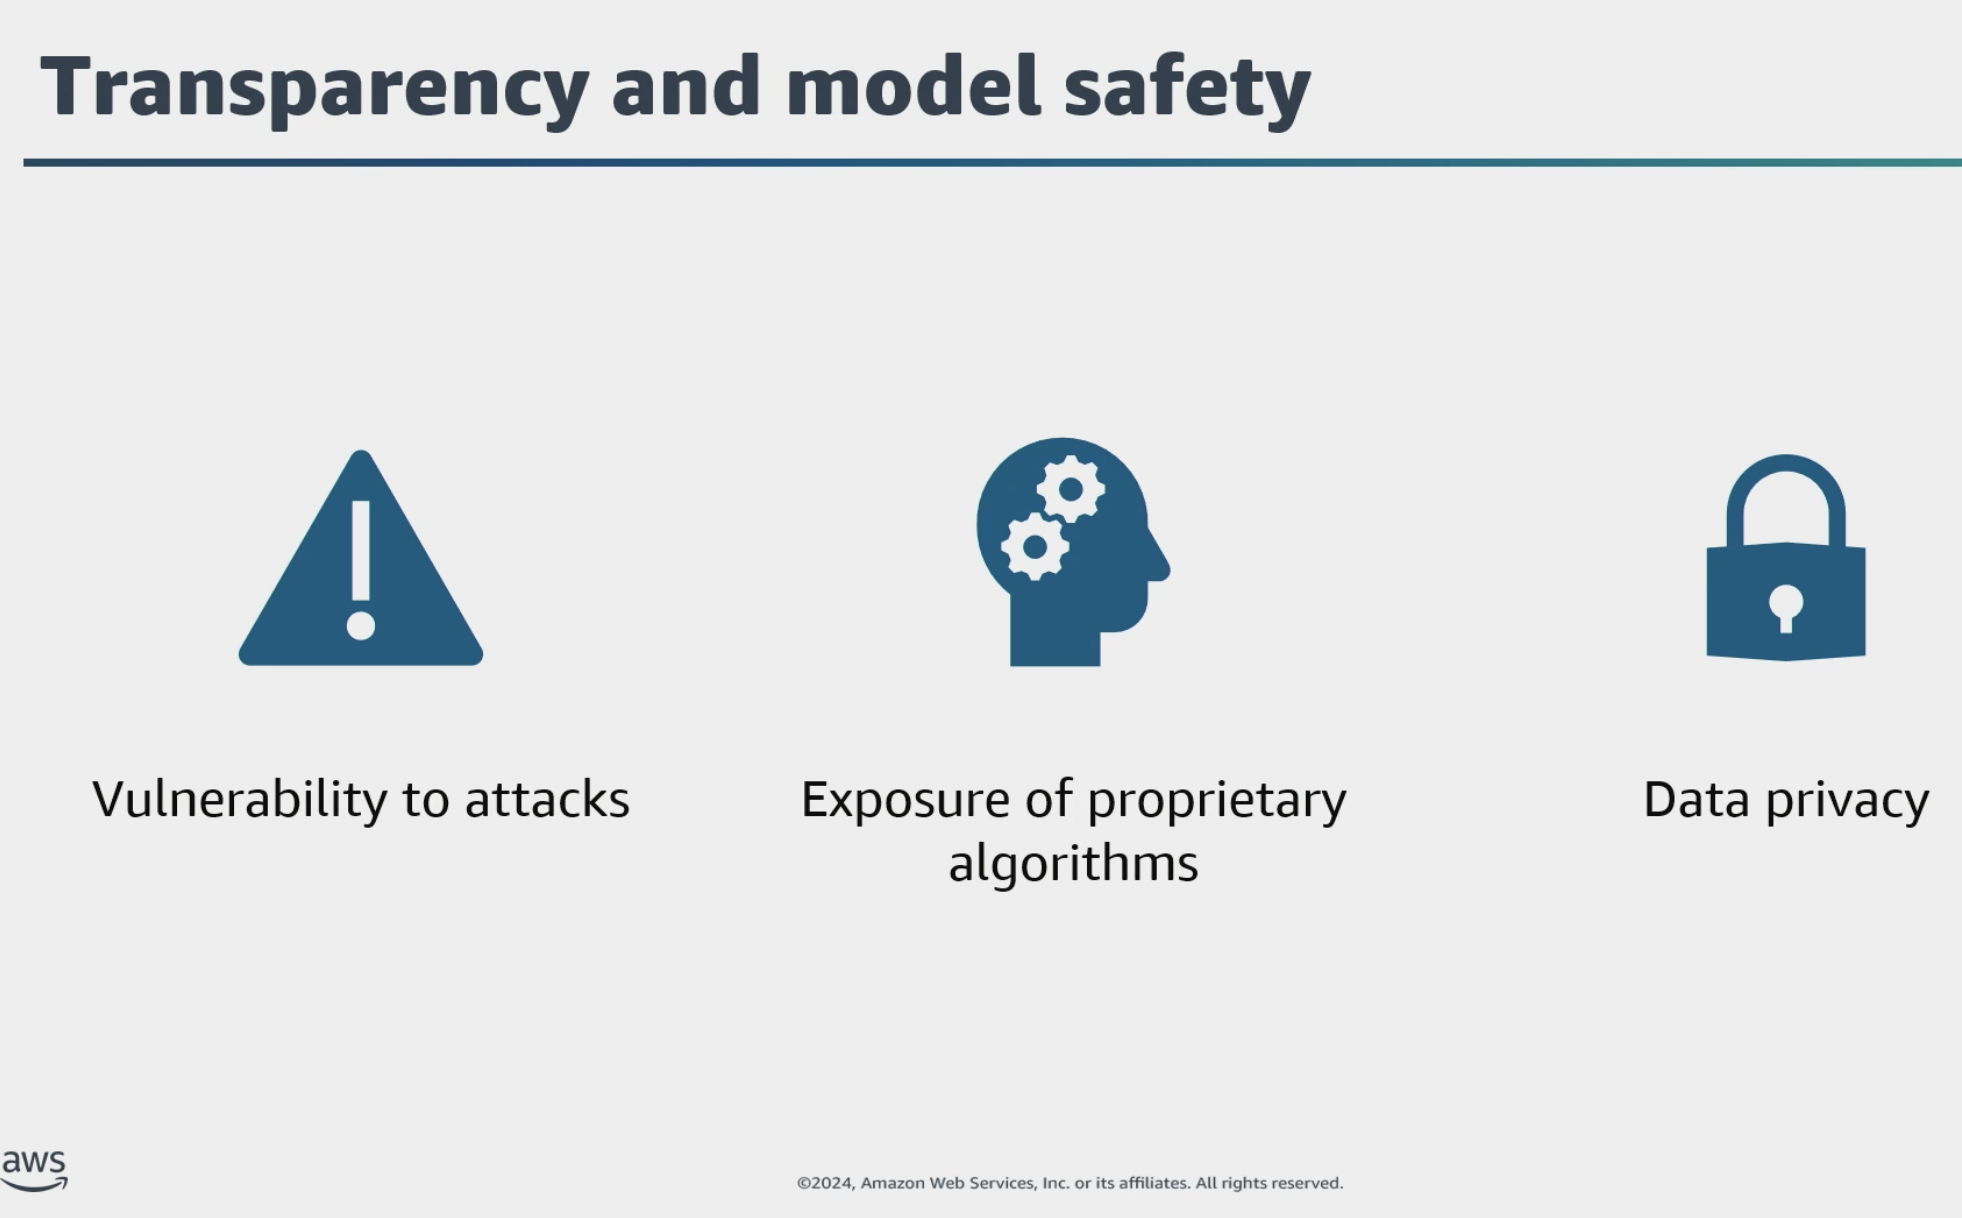 Transparency and model safety
Vulnerability to attacks
Exposure of proprietary
algorithms
Data privacy
aws
©2024, Amazon Web Services, Inc. or its affiliates. All rights reserved.